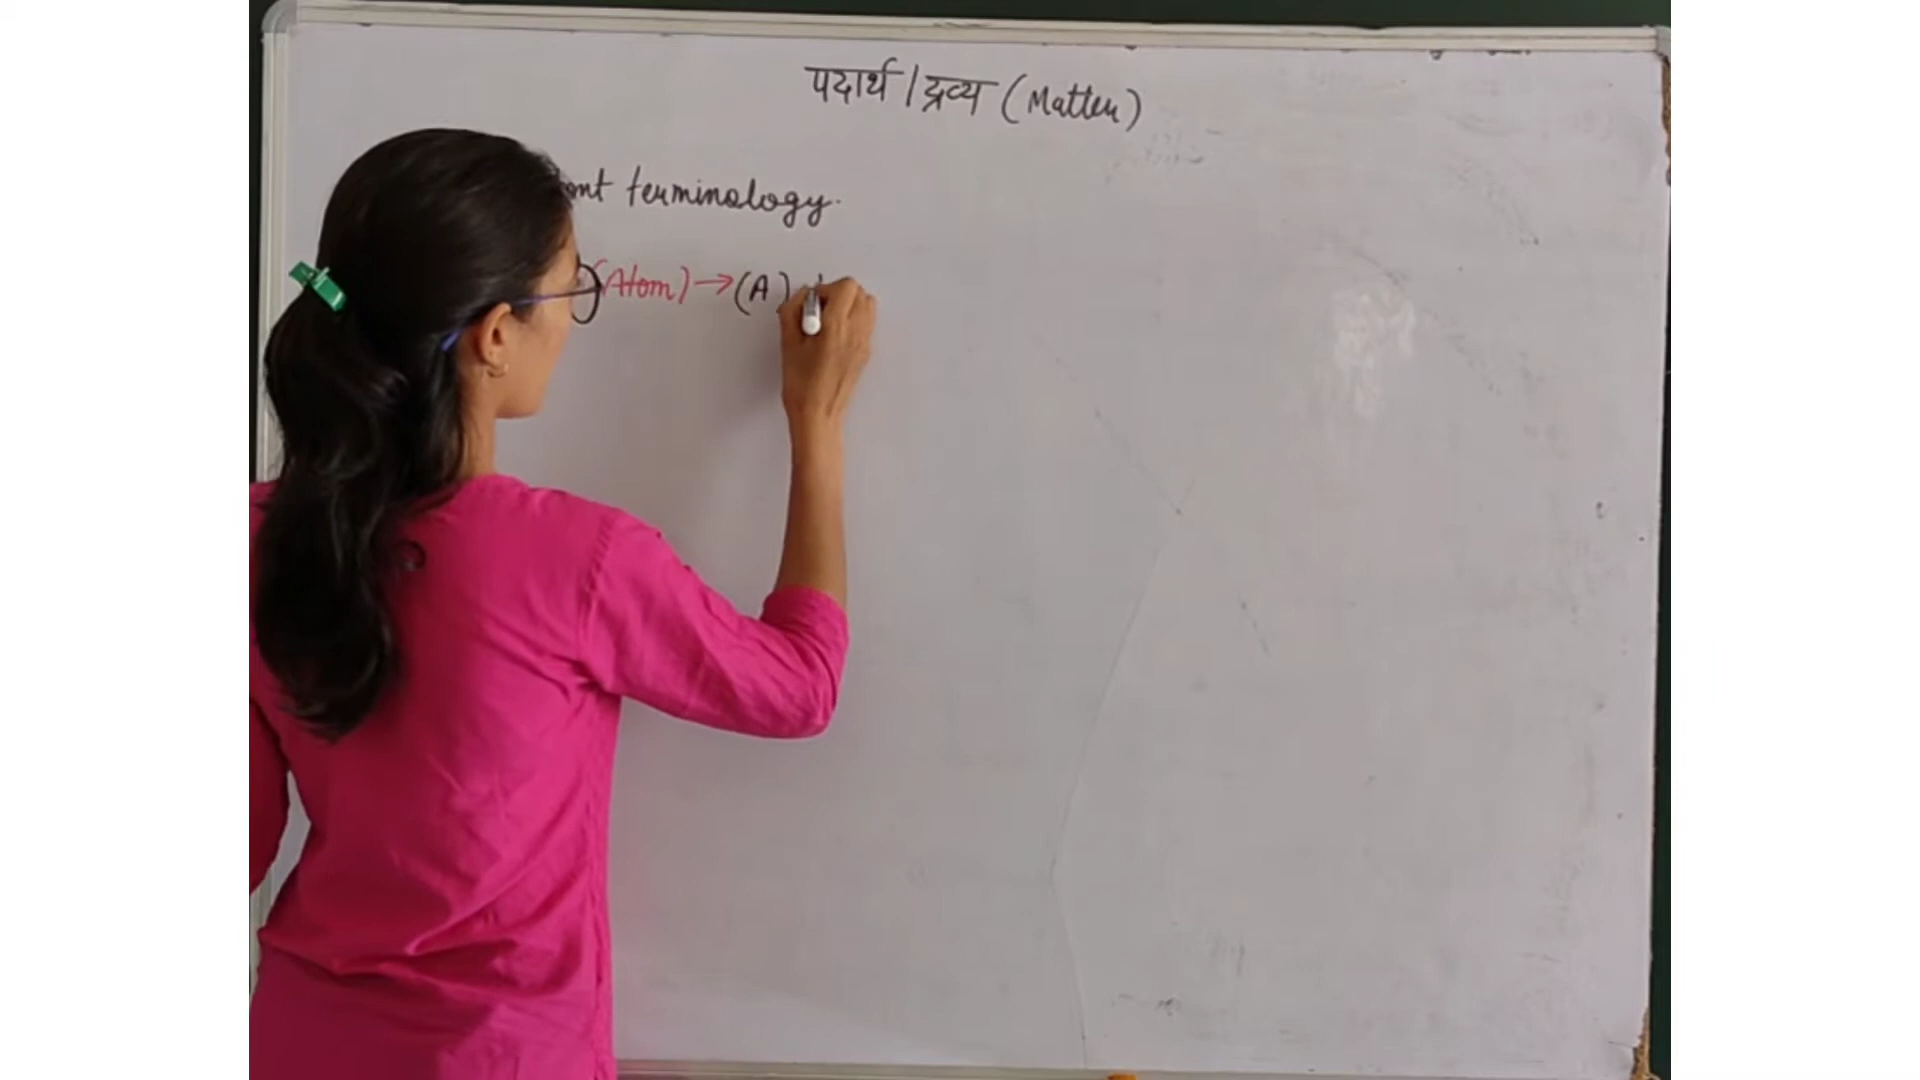 पदार्थ / द्रव्य (Matter)
terminology.
(Atom) → (A)